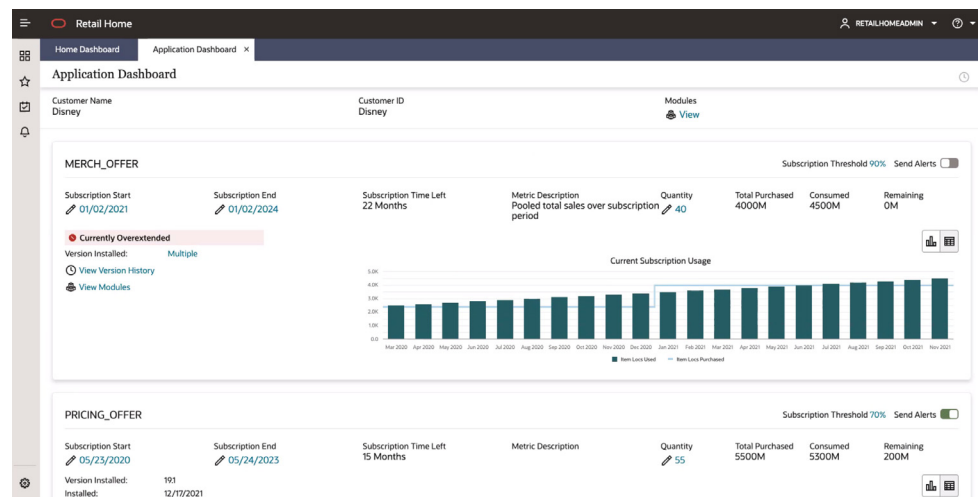 Retail Home
RETAILHOMEADMIN
Home Dashboard Application Dashboard ×
Application Dashboard
Customer Name Customer ID Modules
Disney Disney View
MERCH_OFFER Subscription Threshold 90% Send Alerts
Subscription Start Subscription End Subscription Time Left Metric Description Quantity Total Purchased Consumed Remaining
01/02/2021 01/02/2024 22 Months Pooled total sales over subscription period 40 4000M 4500M 0M
Currently Overextended
Version Installed: Multiple
View Version History
View Modules
Current Subscription Usage
5.0K
4.0K
3.0K
2.0K
1.0K
0.0
Mar 2020 Apr 2020 May 2020 Jun 2020 Jul 2020 Aug 2020 Sep 2020 Oct 2020 Nov 2020 Dec 2020 Jan 2021 Feb 2021 Mar 2021 Apr 2021 May 2021 Jun 2021 Jul 2021 Aug 2021 Sep 2021 Oct 2021 Nov 2021
Item Locs Used Item Locs Purchased
PRICING_OFFER Subscription Threshold 70% Send Alerts
Subscription Start Subscription End Subscription Time Left Metric Description Quantity Total Purchased Consumed Remaining
05/23/2020 05/24/2023 15 Months 55 5500M 5300M 200M
Version Installed: 19.1
Installed: 12/17/2021